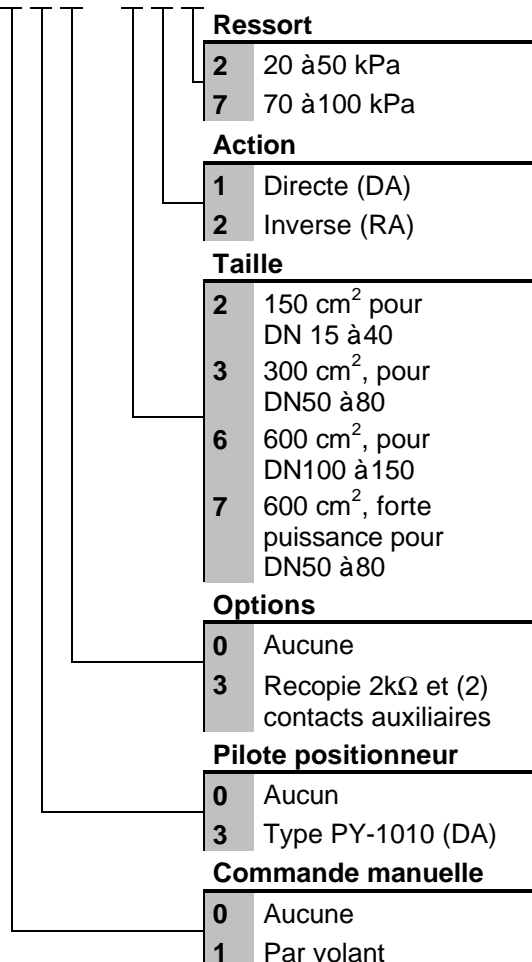 Ressort
2 20 à50 kPa
7 70 à100 kPa
Action
1 Directe (DA)
2 Inverse (RA)
Taille
2 150 cm² pour
DN 15 à40
3 300 cm², pour
DN50 à80
6 600 cm², pour
DN100 à150
7 600 cm², forte
puissance pour
DN50 à80
Options
0 Aucune
3 Recopie 2kΩ et (2)
contacts auxiliaires
Pilote positionneur
0 Aucun
3 Type PY-1010 (DA)
Commande manuelle
0 Aucune
1 Par volant